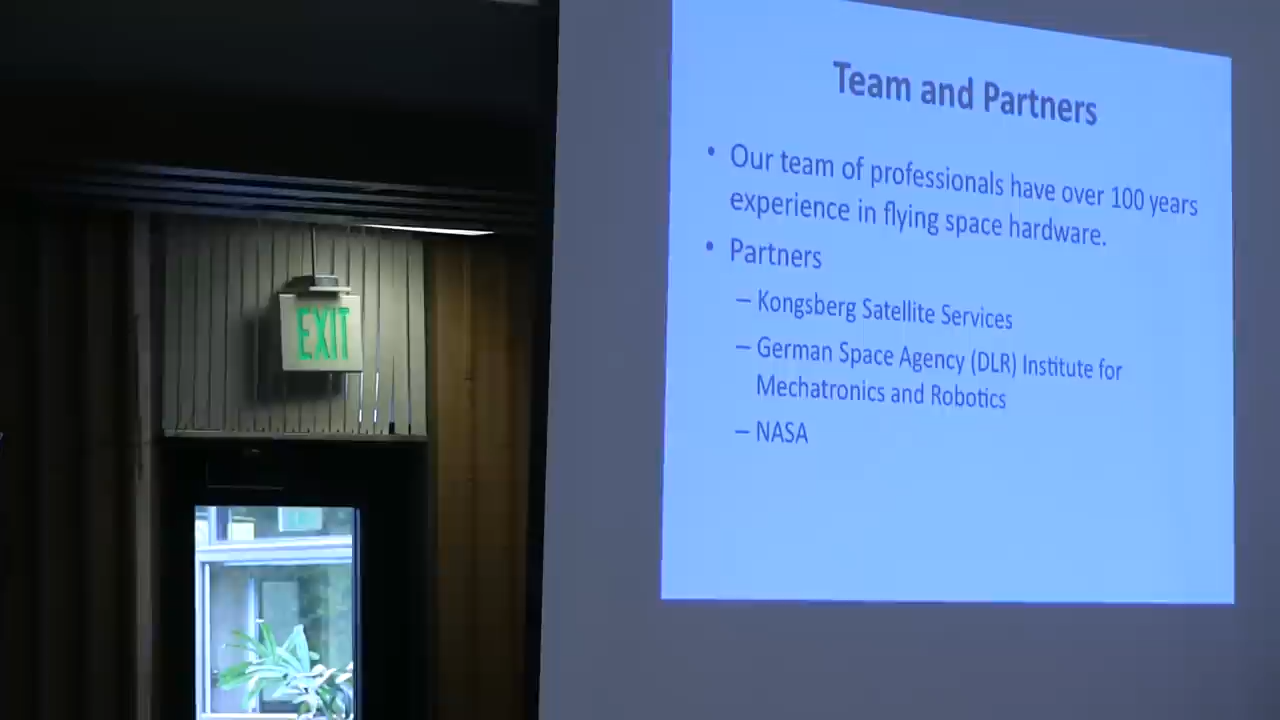 Team and Partners
• Our team of professionals have over 100 years
experience in flying space hardware.
• Partners
– Kongsberg Satellite Services
– German Space Agency (DLR) Institute for
Mechatronics and Robotics
– NASA
EXIT